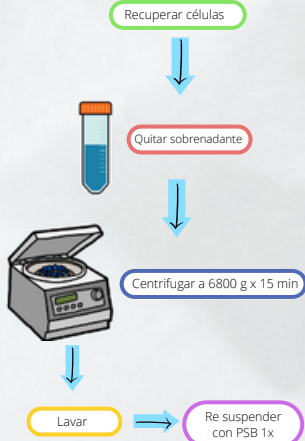 Recuperar células
Quitar sobrenadante
Centrifugar a 6800 g x 15 min
Lavar
Re suspender
con PSB 1x